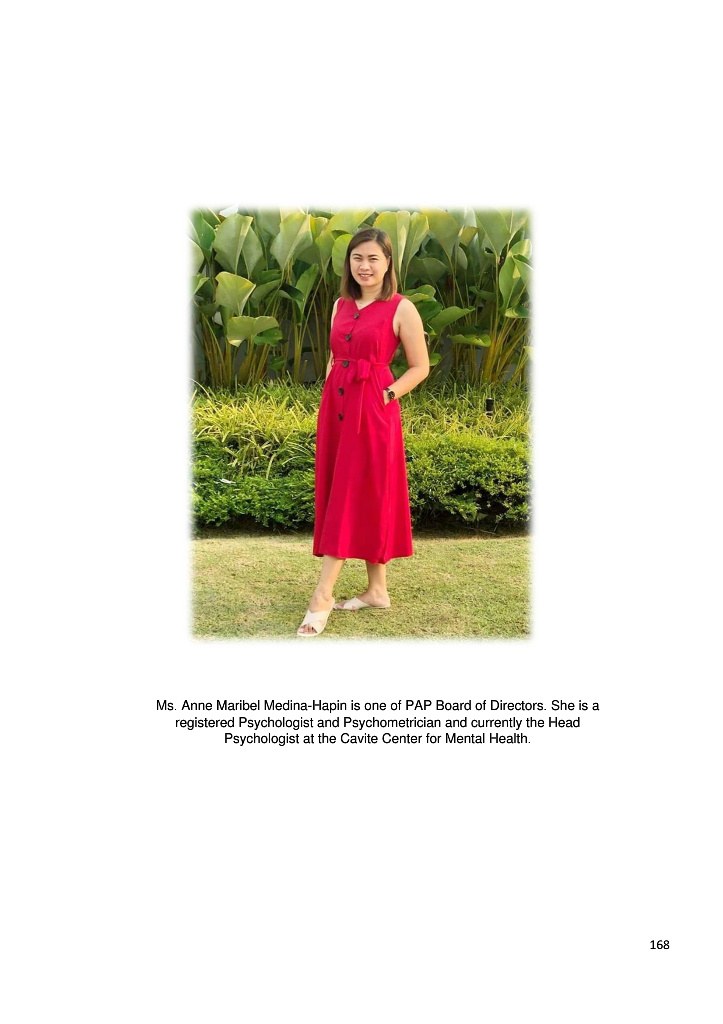 Ms. Anne Maribel Medina-Hapin is one of PAP Board of Directors. She is a
registered Psychologist and Psychometrician and currently the Head
Psychologist at the Cavite Center for Mental Health.
168